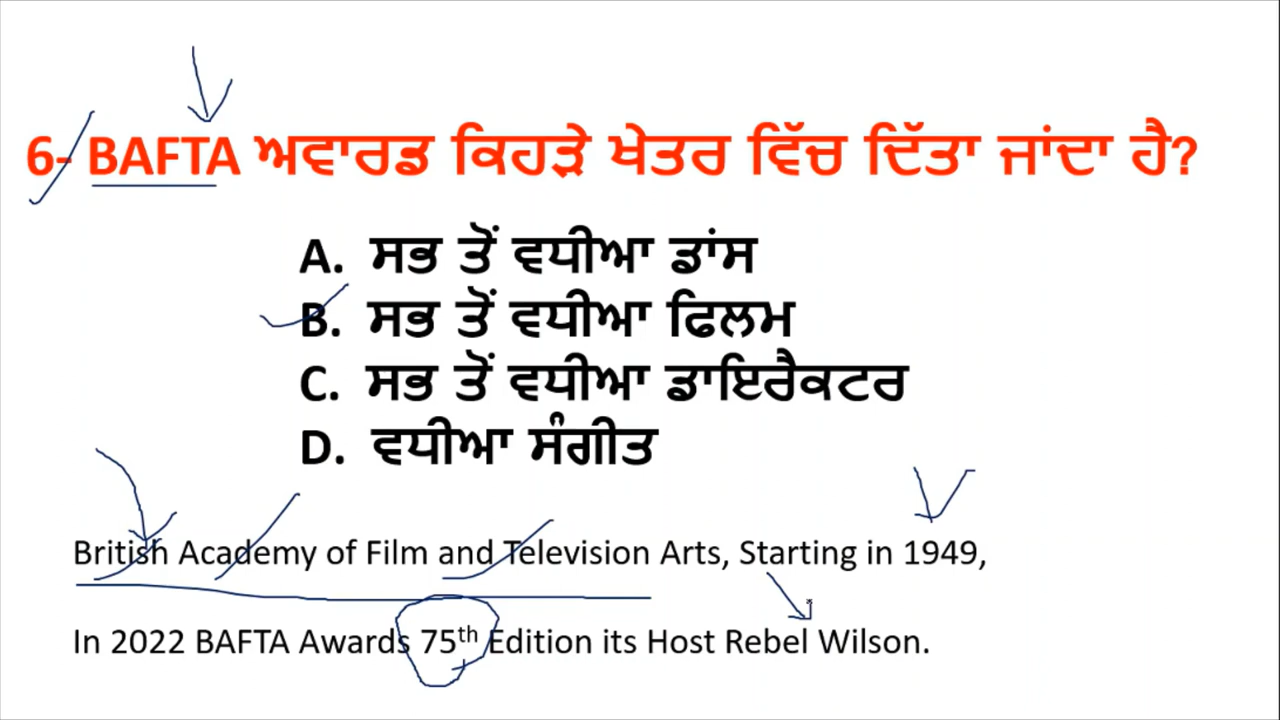 6- BAFTA ਅਵਾਰਡ ਕਿਹੜੇ ਖੇਤਰ ਵਿੱਚ ਦਿੱਤਾ ਜਾਂਦਾ ਹੈ?
A. ਸਭ ਤੋਂ ਵਧੀਆ ਡਾਂਸ
B. ਸਭ ਤੋਂ ਵਧੀਆ ਫਿਲਮ
C. ਸਭ ਤੋਂ ਵਧੀਆ ਡਾਇਰੈਕਟਰ
D. ਵਧੀਆ ਸੰਗੀਤ
British Academy of Film and Television Arts, Starting in 1949,
In 2022 BAFTA Awards 75th Edition its Host Rebel Wilson.